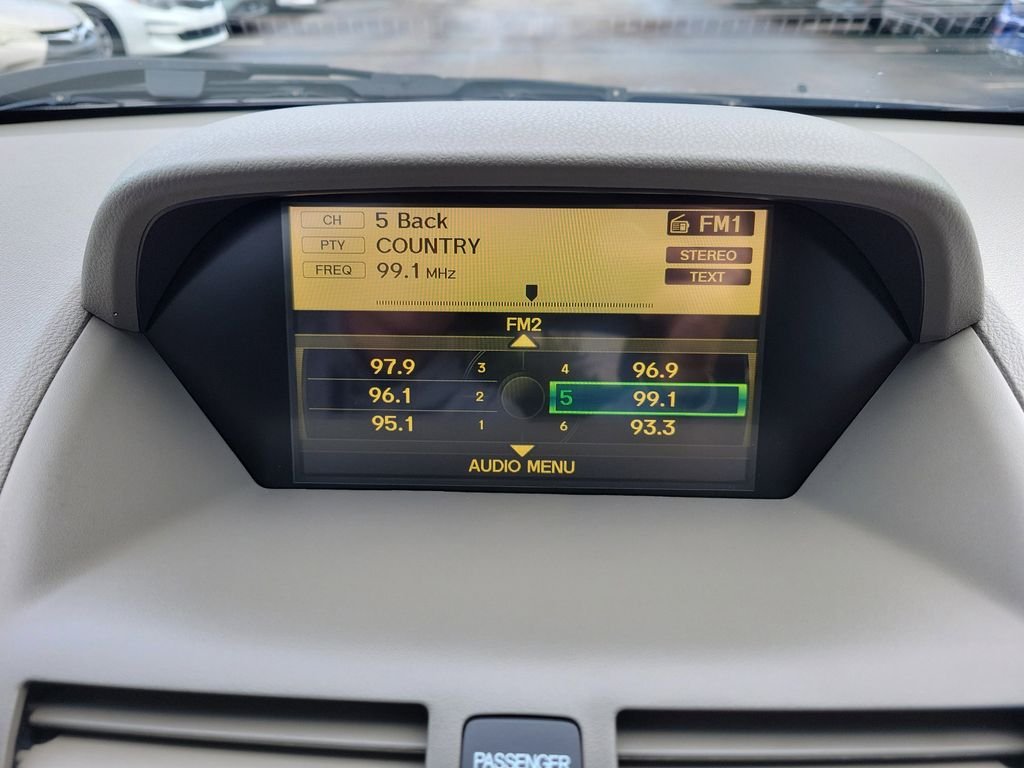 CH 5 Back FM1
PTY COUNTRY STEREO
FREQ 99.1 MHz TEXT
FM2
97.9 3 4 96.9
96.1 2 5 99.1
95.1 1 6 93.3
AUDIO MENU
PASSENGER